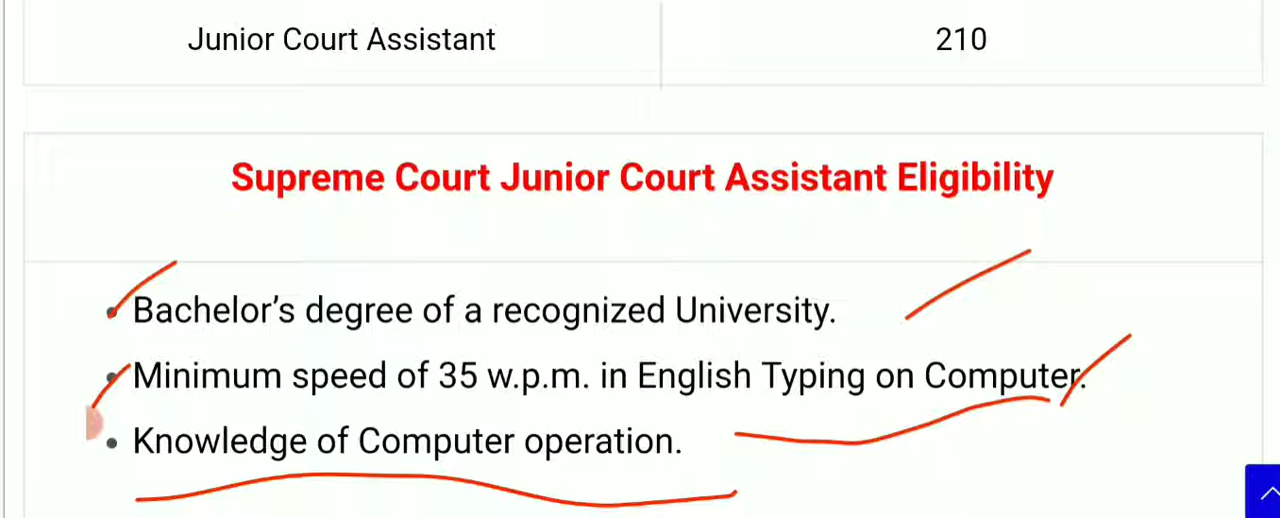 Junior Court Assistant 210
Supreme Court Junior Court Assistant Eligibility
Bachelor’s degree of a recognized University.
Minimum speed of 35 w.p.m. in English Typing on Computer.
Knowledge of Computer operation.